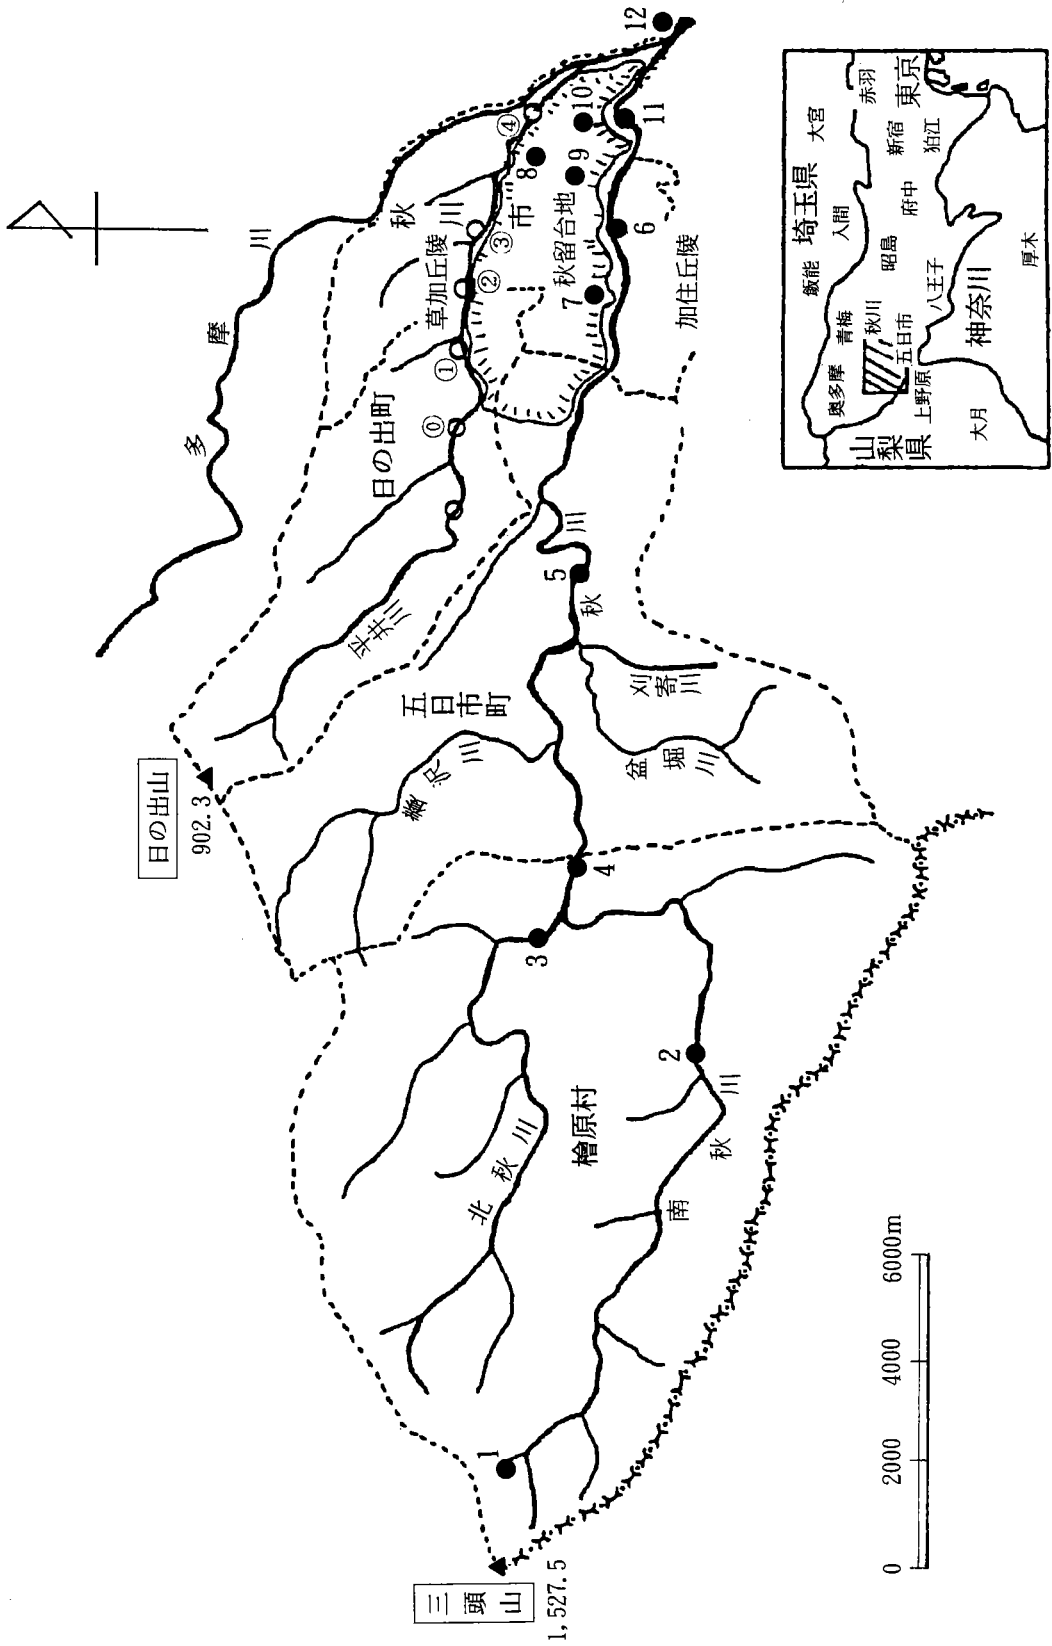 三頭山
1,527.5
日の出山
902.3
多摩川
平井川
日の出町
草加丘陵
秋川市
秋留台地
加住丘陵
五日市町
養沢川
秋川
刈寄川
盆堀川
檜原村
北秋川
南秋川
1
2
3
4
5
6
7
8
9
10
11
12
⓪
①
②
③
④
0 2000 4000 6000m
埼玉県
大宮
飯能
入間
赤羽
東京
新宿
狛江
府中
昭島
青梅
秋川
奥多摩
五日市
八王子
上野原
山梨県
神奈川
大月
厚木